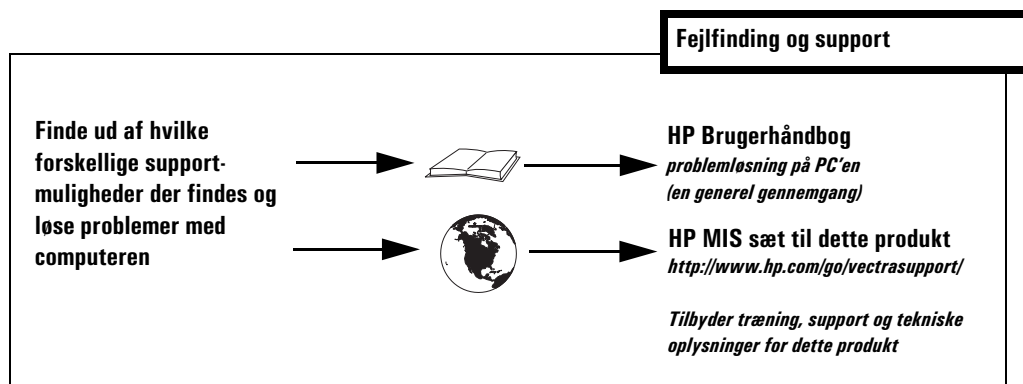 Fejlfinding og support
Finde ud af hvilke
forskellige support-
muligheder der findes og
løse problemer med
computeren
HP Brugerhåndbog
problemløsning på PC'en
(en generel gennemgang)
HP MIS sæt til dette produkt
http://www.hp.com/go/vectrasupport/
Tilbyder træning, support og tekniske
oplysninger for dette produkt